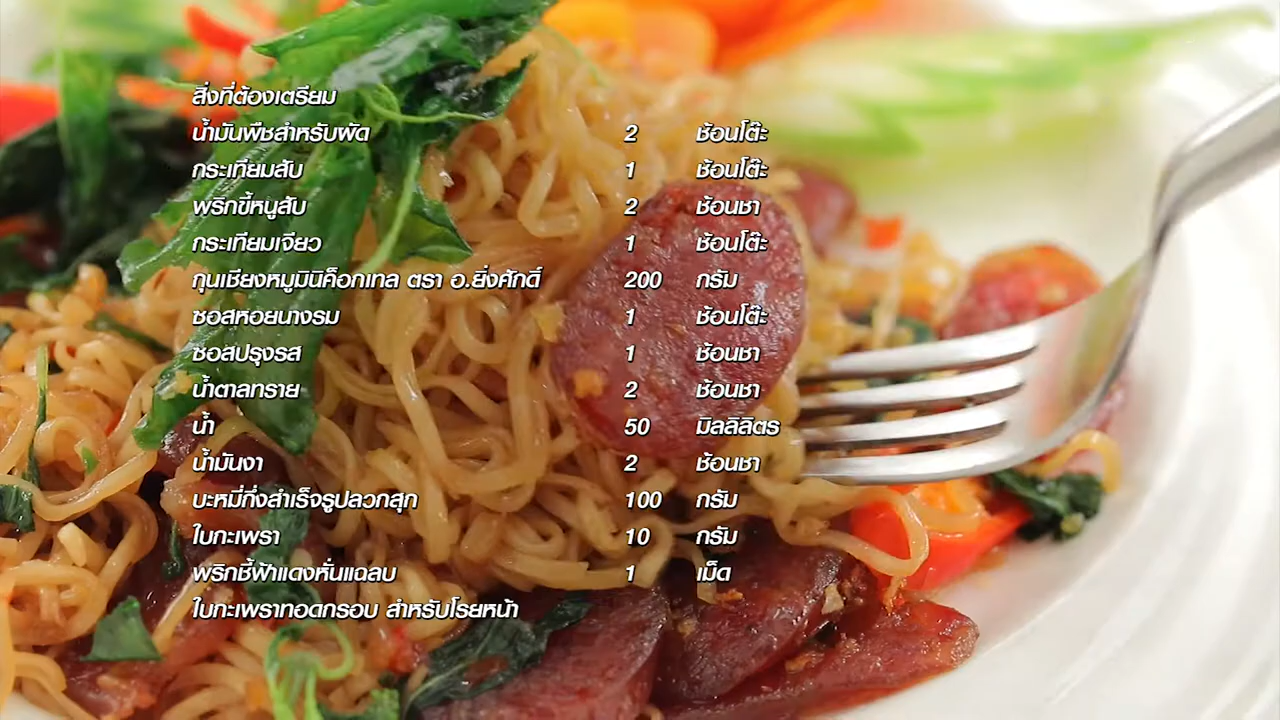 สิ่งที่ต้องเตรียม
น้ำมันพืชสำหรับผัด 2 ช้อนโต๊ะ
กระเทียมสับ 1 ช้อนโต๊ะ
พริกขี้หนูสับ 2 ช้อนชา
กระเทียมเจียว 1 ช้อนโต๊ะ
กุนเชียงหมูมินิค็อกเทล ตรา อ.ยิ่งศักดิ์ 200 กรัม
ซอสหอยนางรม 1 ช้อนโต๊ะ
ซอสปรุงรส 1 ช้อนชา
น้ำตาลทราย 2 ช้อนชา
น้ำ 50 มิลลิลิตร
น้ำมันงา 2 ช้อนชา
บะหมี่กึ่งสำเร็จรูปลวกสุก 100 กรัม
ใบกะเพรา 10 กรัม
พริกชี้ฟ้าแดงหั่นแฉลบ 1 เม็ด
ใบกะเพราทอดกรอบ สำหรับโรยหน้า